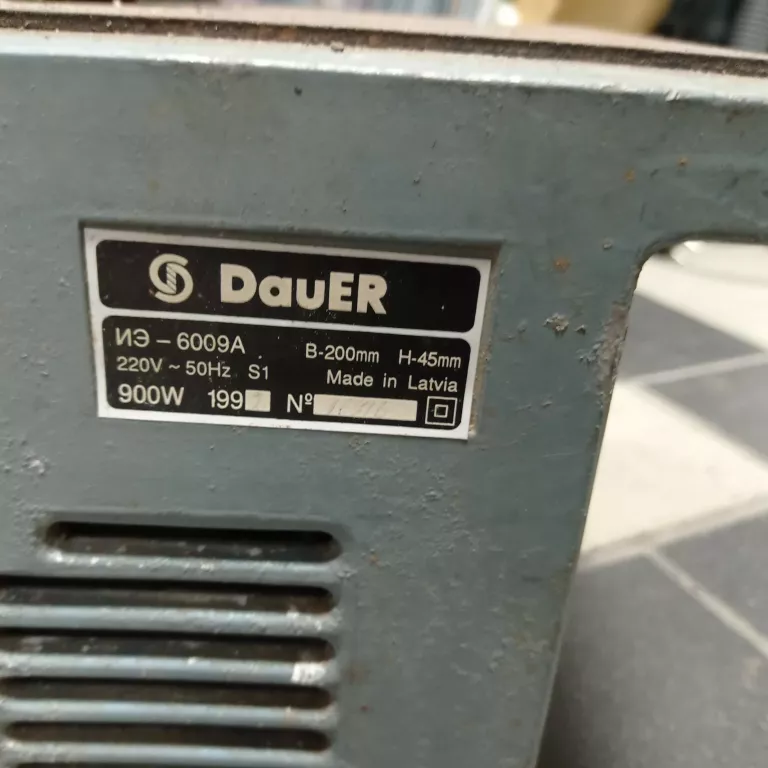 DauER
ИЭ - 6009А B-200mm H-45mm
220V ~ 50Hz S1 Made in Latvia
900W 199 Nº